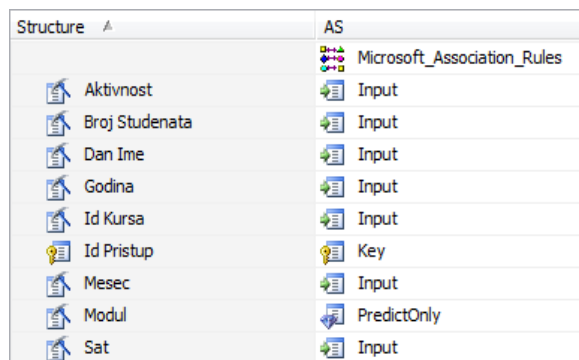 Structure AS
Microsoft_Association_Rules
Aktivnost Input
Broj Studenata Input
Dan Ime Input
Godina Input
Id Kursa Input
Id Pristup Key
Mesec Input
Modul PredictOnly
Sat Input